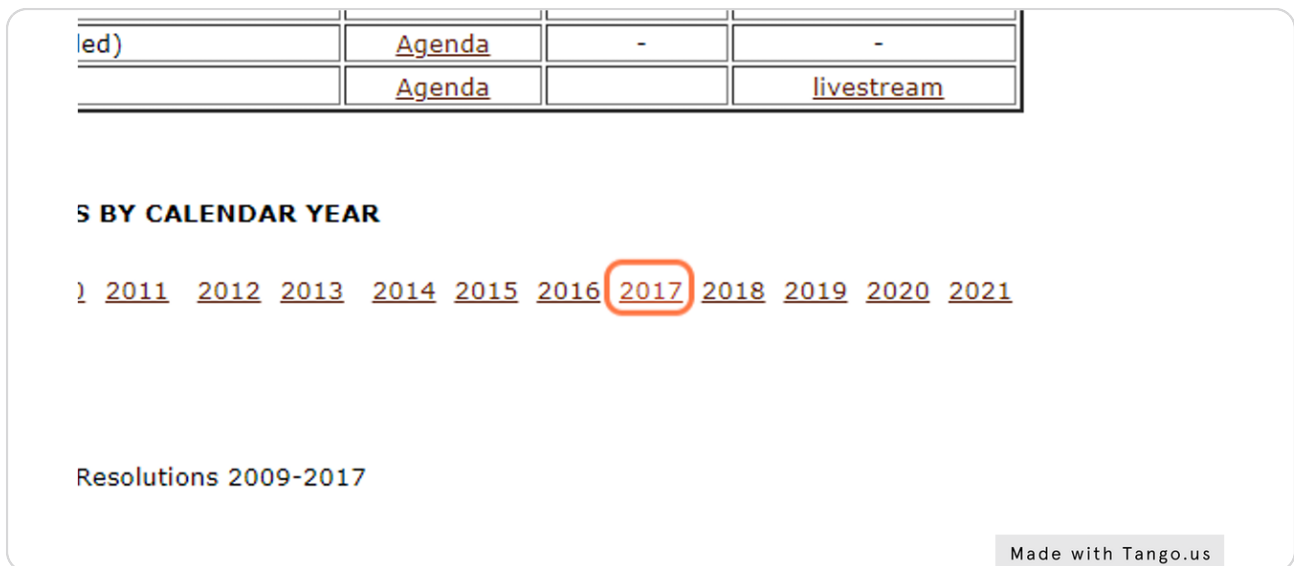 led) Agenda - -
Agenda livestream
S BY CALENDAR YEAR
2011 2012 2013 2014 2015 2016 2017 2018 2019 2020 2021
Resolutions 2009-2017
Made with Tango.us